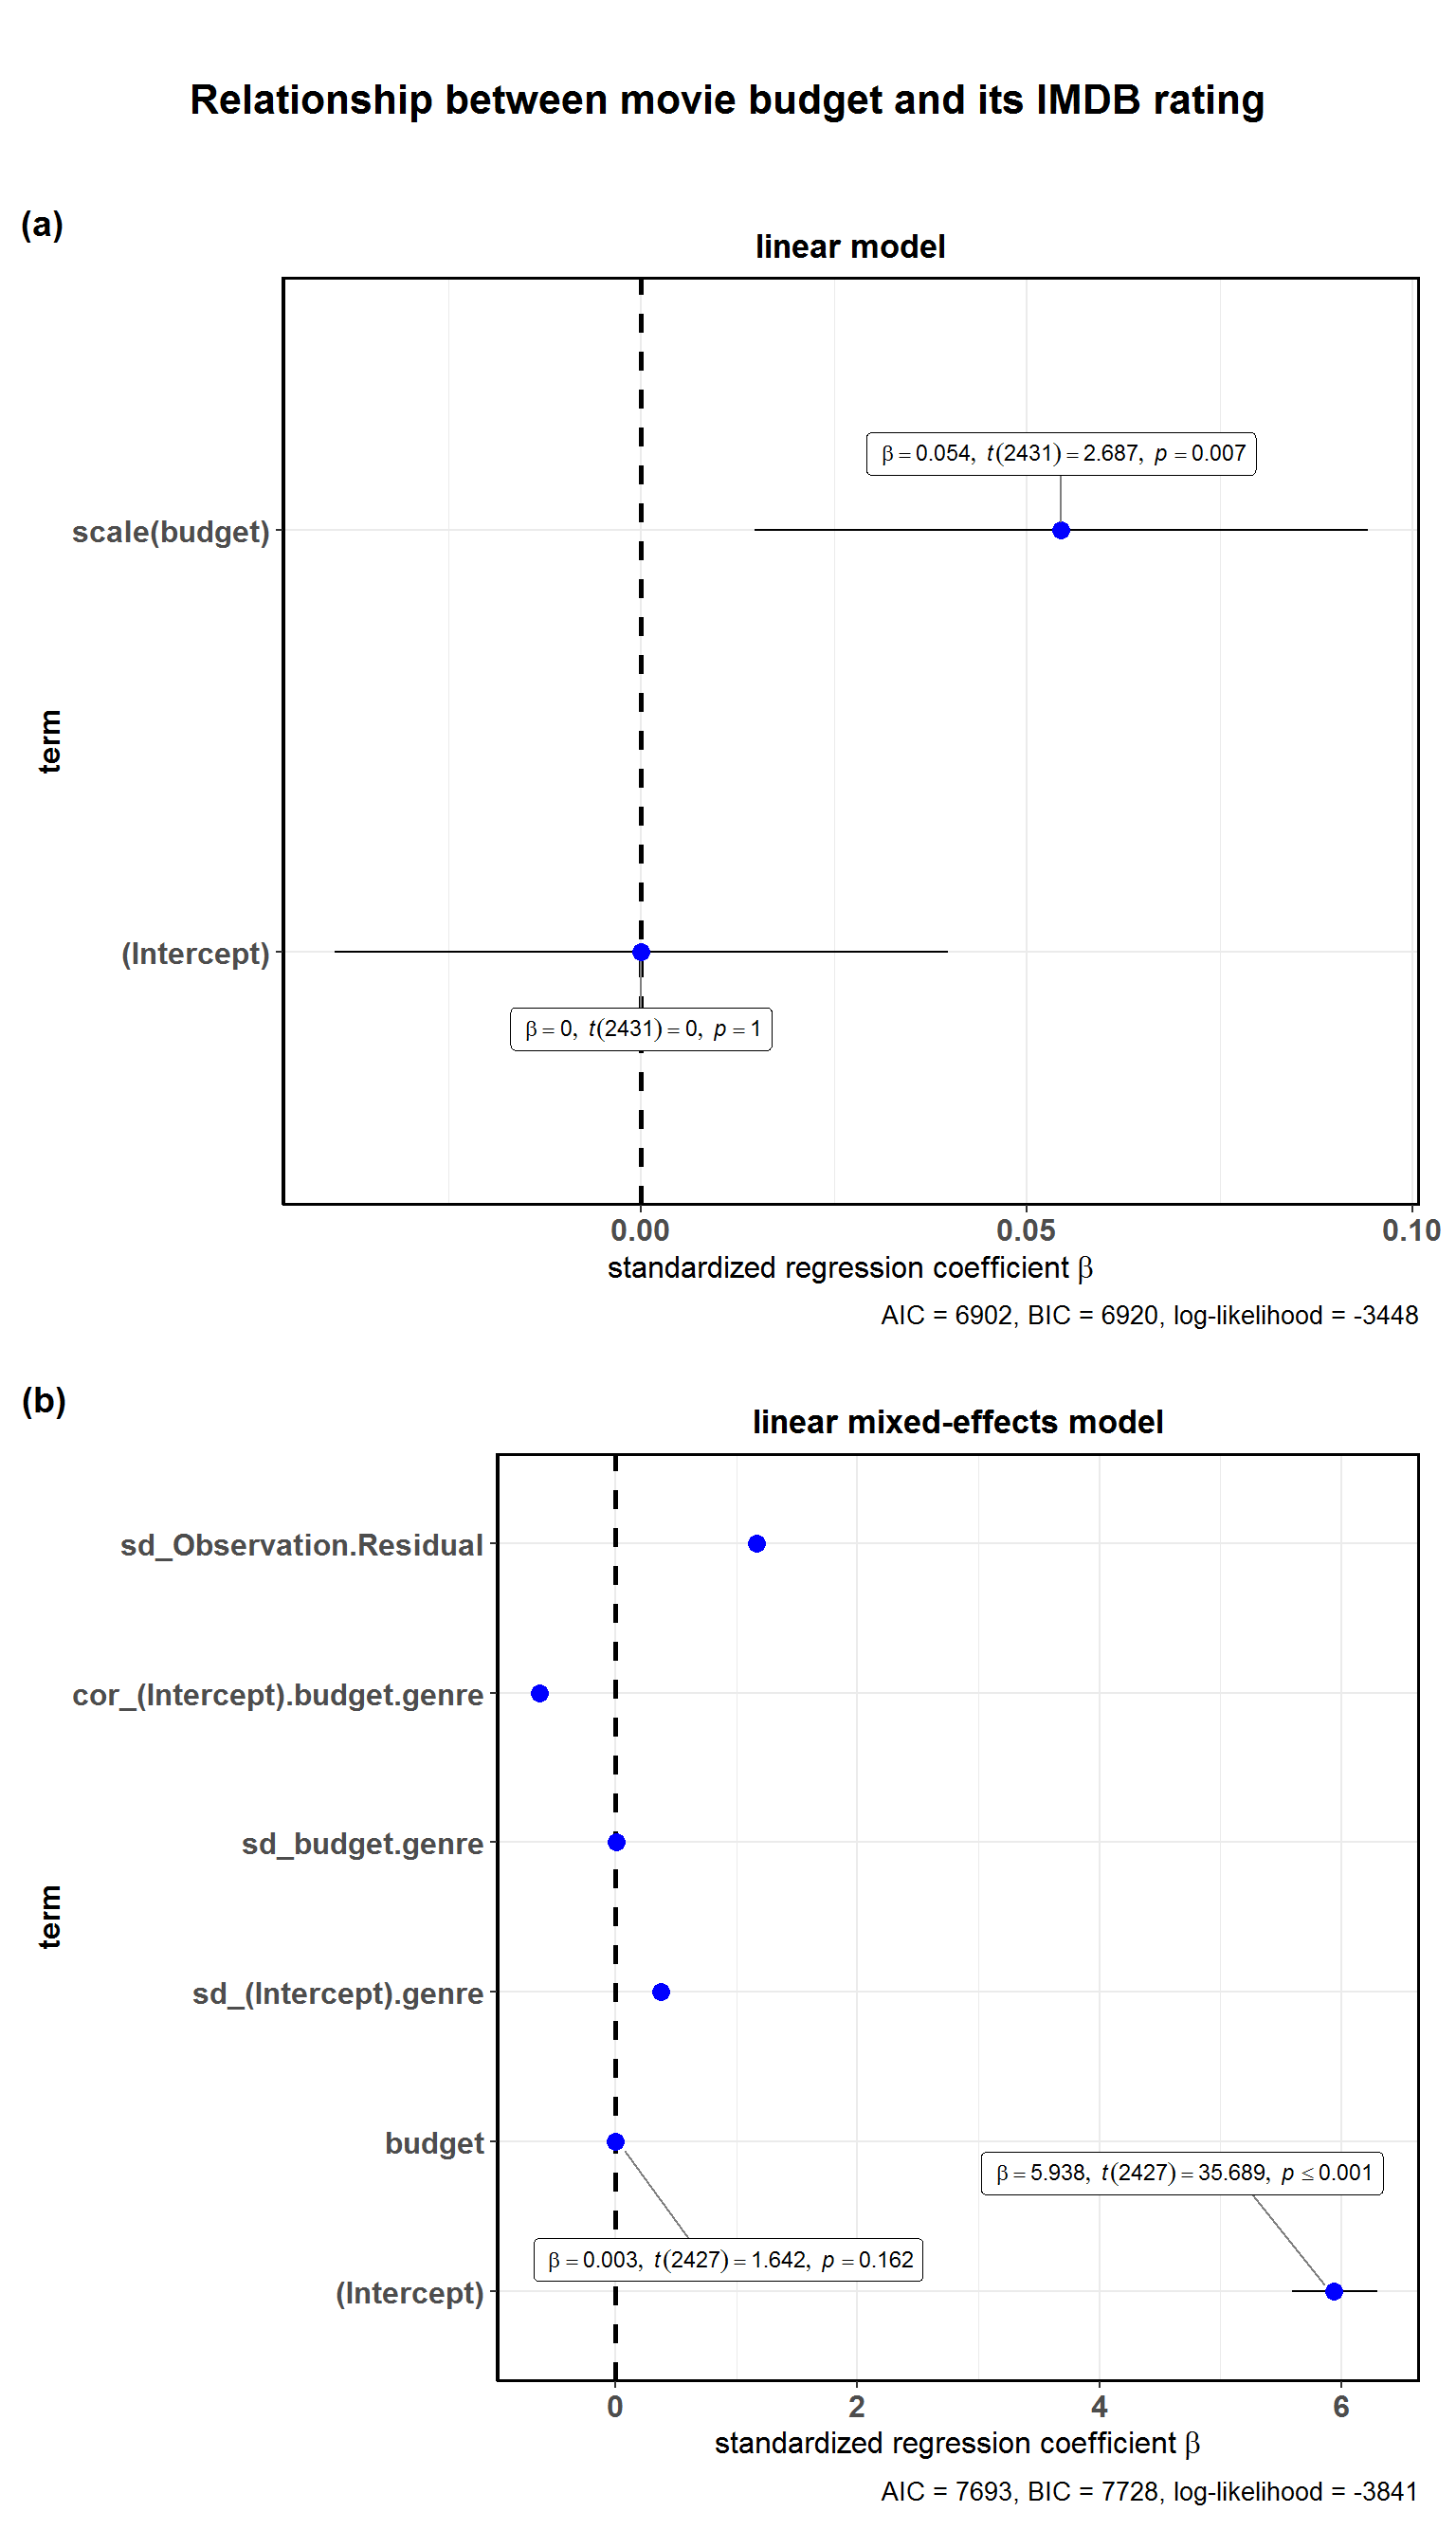 Relationship between movie budget and its IMDB rating
(a)
linear model
β = 0.054, t(2431) = 2.687, p = 0.007
scale(budget)
term
(Intercept)
β = 0, t(2431) = 0, p = 1
0.00 0.05 0.10
standardized regression coefficient β
AIC = 6902, BIC = 6920, log-likelihood = -3448
(b)
linear mixed-effects model
sd_Observation.Residual
cor_(Intercept).budget.genre
sd_budget.genre
term
sd_(Intercept).genre
budget
β = 5.938, t(2427) = 35.689, p ≤ 0.001
β = 0.003, t(2427) = 1.642, p = 0.162
(Intercept)
0 2 4 6
standardized regression coefficient β
AIC = 7693, BIC = 7728, log-likelihood = -3841